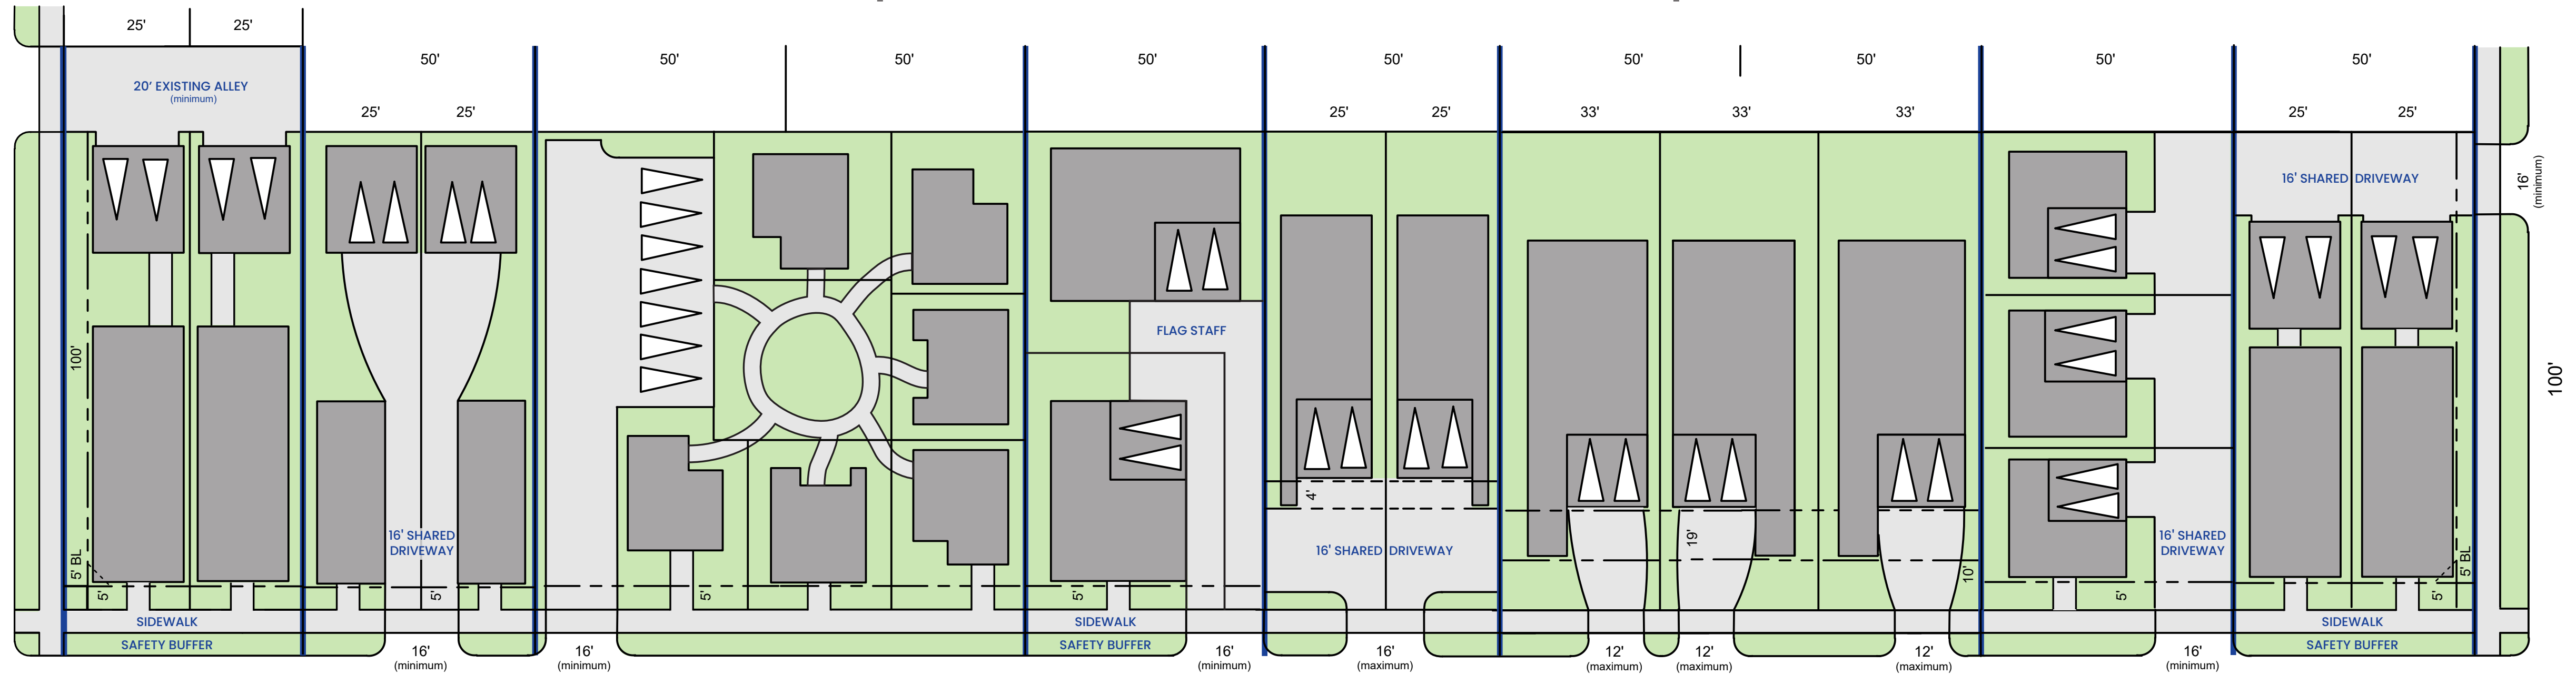 25'
25'
50'
50'
50'
50'
50'
50'
50'
50'
50'
20' EXISTING ALLEY
(minimum)
25'
25'
25'
25'
33'
33'
33'
25'
25'
16' SHARED DRIVEWAY
16'
(minimum)
FLAG STAFF
100'
100'
16' SHARED
DRIVEWAY
4'
16' SHARED DRIVEWAY
19'
10'
16' SHARED
DRIVEWAY
5' BL
5'
5'
5'
5'
5'
5' BL
5'
SIDEWALK
SIDEWALK
SIDEWALK
SAFETY BUFFER
SAFETY BUFFER
SAFETY BUFFER
16'
(minimum)
16'
(minimum)
16'
(minimum)
16'
(maximum)
12'
(maximum)
12'
(maximum)
12'
(maximum)
16'
(minimum)